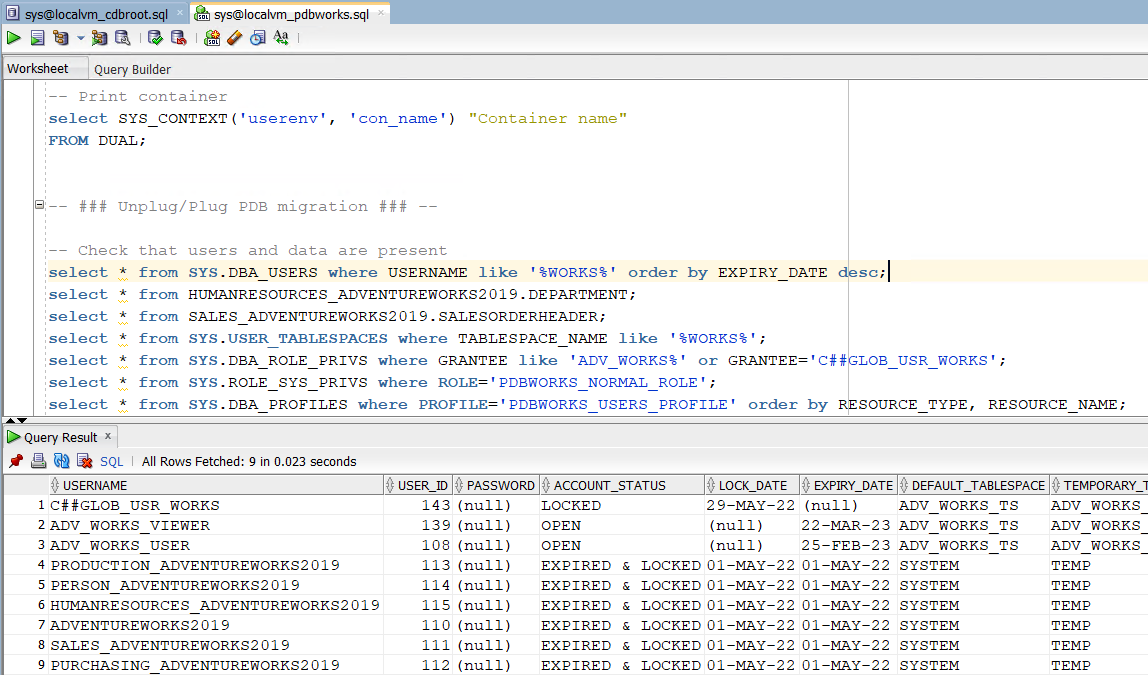 sys@localvm_cdbroot.sql × sys@localvm_pdbworks.sql ×
Worksheet Query Builder
-- Print container
select SYS_CONTEXT('userenv', 'con_name') "Container name"
FROM DUAL;
-- ### Unplug/Plug PDB migration ### --
-- Check that users and data are present
select * from SYS.DBA_USERS where USERNAME like '%WORKS%' order by EXPIRY_DATE desc;
select * from HUMANRESOURCES_ADVENTUREWORKS2019.DEPARTMENT;
select * from SALES_ADVENTUREWORKS2019.SALESORDERHEADER;
select * from SYS.USER_TABLESPACES where TABLESPACE_NAME like '%WORKS%';
select * from SYS.DBA_ROLE_PRIVS where GRANTEE like 'ADV_WORKS%' or GRANTEE='C##GLOB_USR_WORKS';
select * from SYS.ROLE_SYS_PRIVS where ROLE='PDBWORKS_NORMAL_ROLE';
select * from SYS.DBA_PROFILES where PROFILE='PDBWORKS_USERS_PROFILE' order by RESOURCE_TYPE, RESOURCE_NAME;
Query Result ×
SQL | All Rows Fetched: 9 in 0.023 seconds
USERNAME USER_ID PASSWORD ACCOUNT_STATUS LOCK_DATE EXPIRY_DATE DEFAULT_TABLESPACE TEMPORARY_T
1 C##GLOB_USR_WORKS 143 (null) LOCKED 29-MAY-22 (null) ADV_WORKS_TS ADV_WORKS_
2 ADV_WORKS_VIEWER 139 (null) OPEN (null) 22-MAR-23 ADV_WORKS_TS ADV_WORKS_
3 ADV_WORKS_USER 108 (null) OPEN (null) 25-FEB-23 ADV_WORKS_TS ADV_WORKS_
4 PRODUCTION_ADVENTUREWORKS2019 113 (null) EXPIRED & LOCKED 01-MAY-22 01-MAY-22 SYSTEM TEMP
5 PERSON_ADVENTUREWORKS2019 114 (null) EXPIRED & LOCKED 01-MAY-22 01-MAY-22 SYSTEM TEMP
6 HUMANRESOURCES_ADVENTUREWORKS2019 115 (null) EXPIRED & LOCKED 01-MAY-22 01-MAY-22 SYSTEM TEMP
7 ADVENTUREWORKS2019 110 (null) EXPIRED & LOCKED 01-MAY-22 01-MAY-22 SYSTEM TEMP
8 SALES_ADVENTUREWORKS2019 111 (null) EXPIRED & LOCKED 01-MAY-22 01-MAY-22 SYSTEM TEMP
9 PURCHASING_ADVENTUREWORKS2019 112 (null) EXPIRED & LOCKED 01-MAY-22 01-MAY-22 SYSTEM TEMP